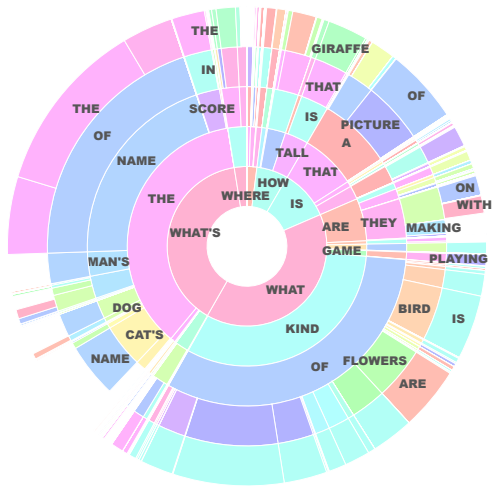 THE
GIRAFFE
IN
THAT
OF
THE
OF
SCORE
IS
PICTURE
A
NAME
TALL
THAT
THE
WHERE
HOW
IS
ON
WITH
WHAT'S
ARE
THEY
MAKING
GAME
PLAYING
MAN'S
WHAT
DOG
BIRD
IS
CAT'S
KIND
NAME
OF
FLOWERS
ARE